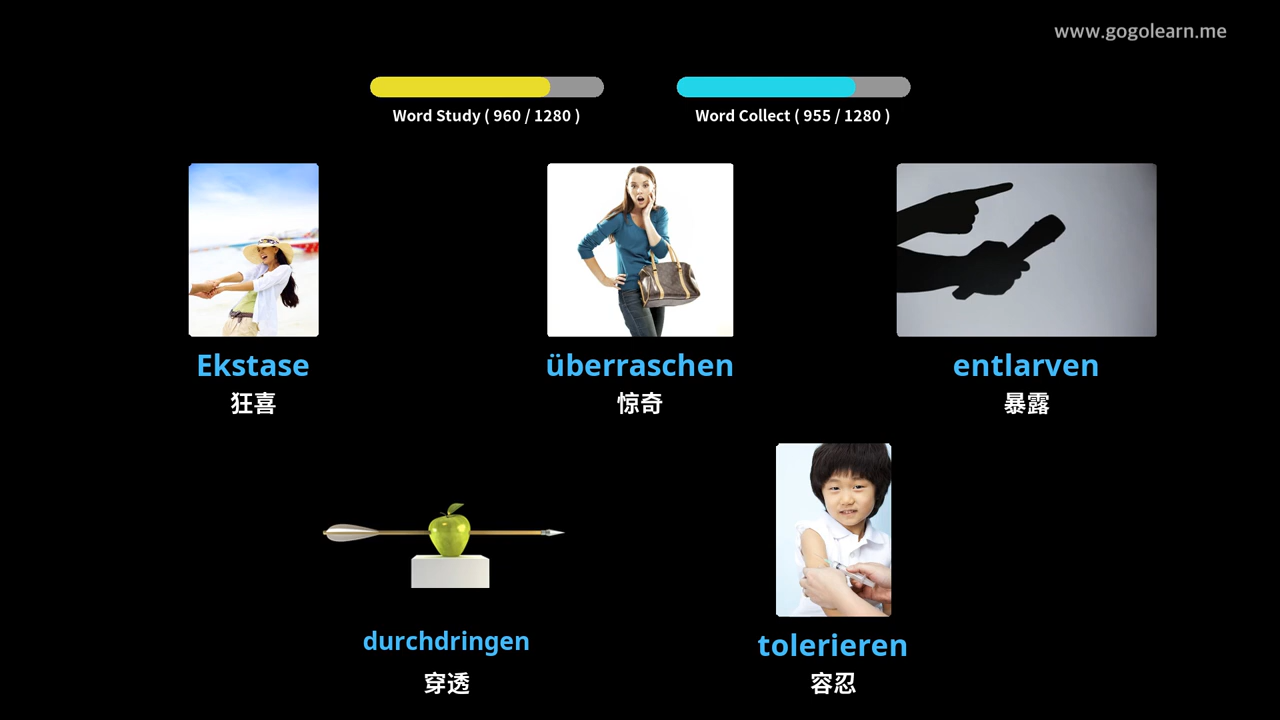 www.gogolearn.me
Word Study ( 960 / 1280 )
Word Collect ( 955 / 1280 )
Ekstase
狂喜
überraschen
惊奇
entlarven
暴露
durchdringen
穿透
tolerieren
容忍